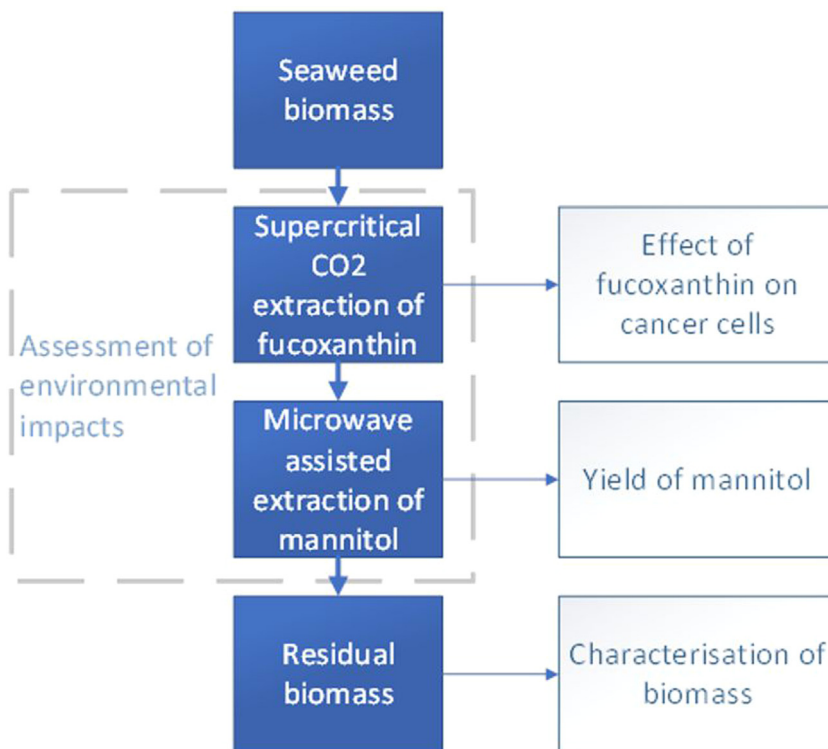 Seaweed
biomass
Supercritical
CO2
extraction of
fucoxanthin
Effect of
fucoxanthin on
cancer cells
Assessment of
environmental
impacts
Microwave
assisted
extraction of
mannitol
Yield of mannitol
Residual
biomass
Characterisation of
biomass